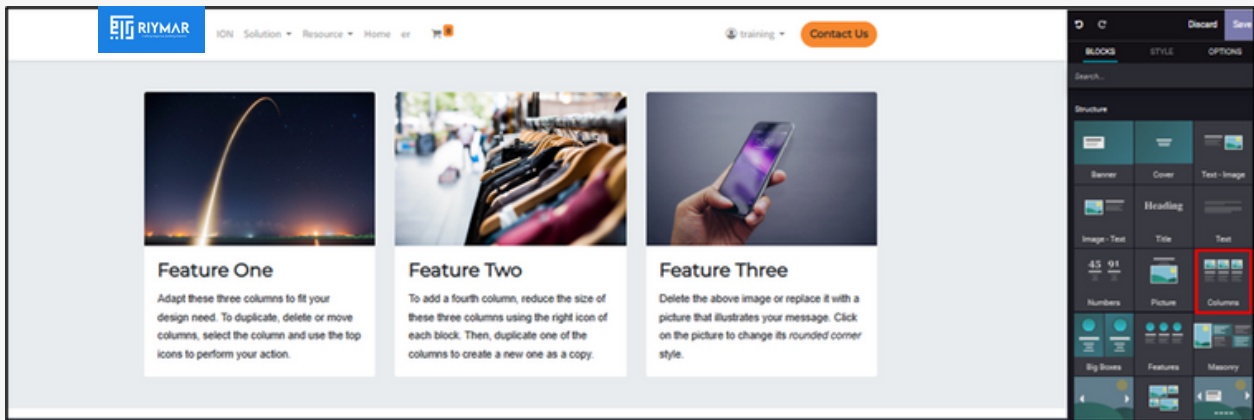 RIYMAR
ION Solution Resource Home er
training
Contact Us
Discard Save
BLOCKS STYLE OPTIONS
Search...
Structure
Banner Cover Text - Image
Heading
Image - Text Title Text
45 91
Numbers Picture Columns
Big Boxes Features Masonry
Feature One
Adapt these three columns to fit your
design need. To duplicate, delete or move
columns, select the column and use the top
icons to perform your action.
Feature Two
To add a fourth column, reduce the size of
these three columns using the right icon of
each block. Then, duplicate one of the
columns to create a new one as a copy.
Feature Three
Delete the above image or replace it with a
picture that illustrates your message. Click
on the picture to change its rounded corner
style.